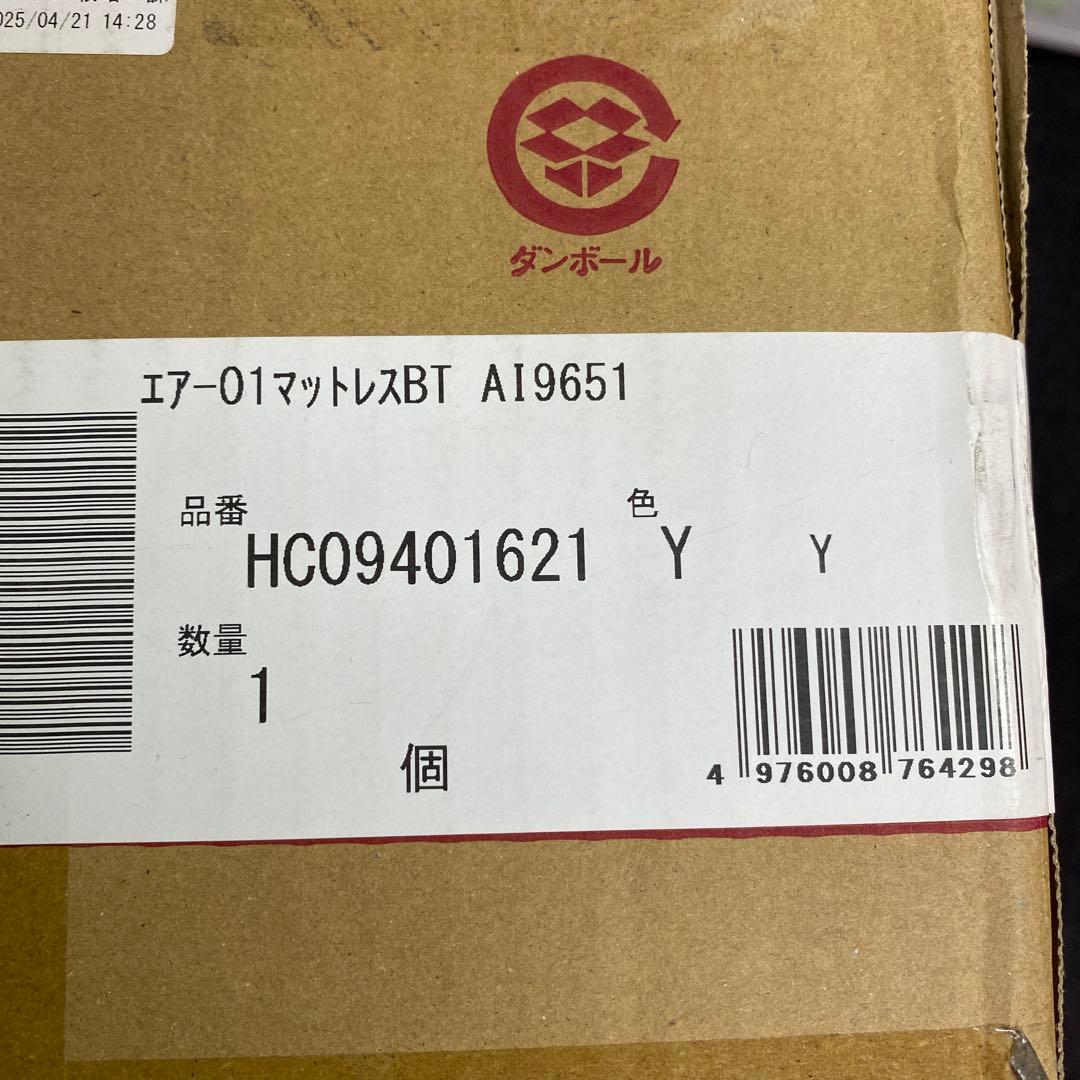 025/04/21 14:28
ダンボール
エアー01マットレスBT AI9651
品番
HC09401621
色
Y Y
数量
1
個
4 976008 764298